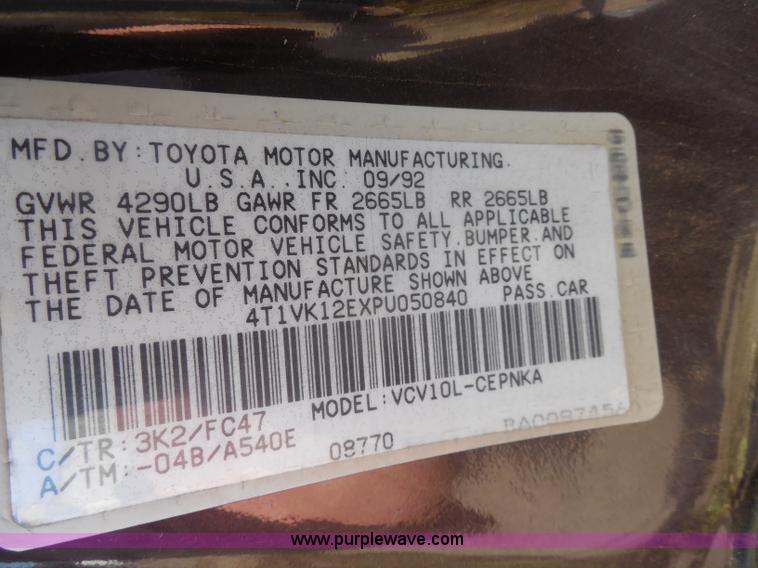 MFD. BY: TOYOTA MOTOR MANUFACTURING.
U.S.A., INC. 09/92
GVWR 4290LB GAWR FR 2665LB RR 2665LB
THIS VEHICLE CONFORMS TO ALL APPLICABLE
FEDERAL MOTOR VEHICLE SAFETY, BUMPER, AND
THEFT PREVENTION STANDARDS IN EFFECT ON
THE DATE OF MANUFACTURE SHOWN ABOVE
4T1VK12EXPU050840 PASS. CAR
MODEL: VCV10L-CEPNKA
C/TR: 3K2/FC47
A/TM: -04B/A540E
08770
www.purplewave.com